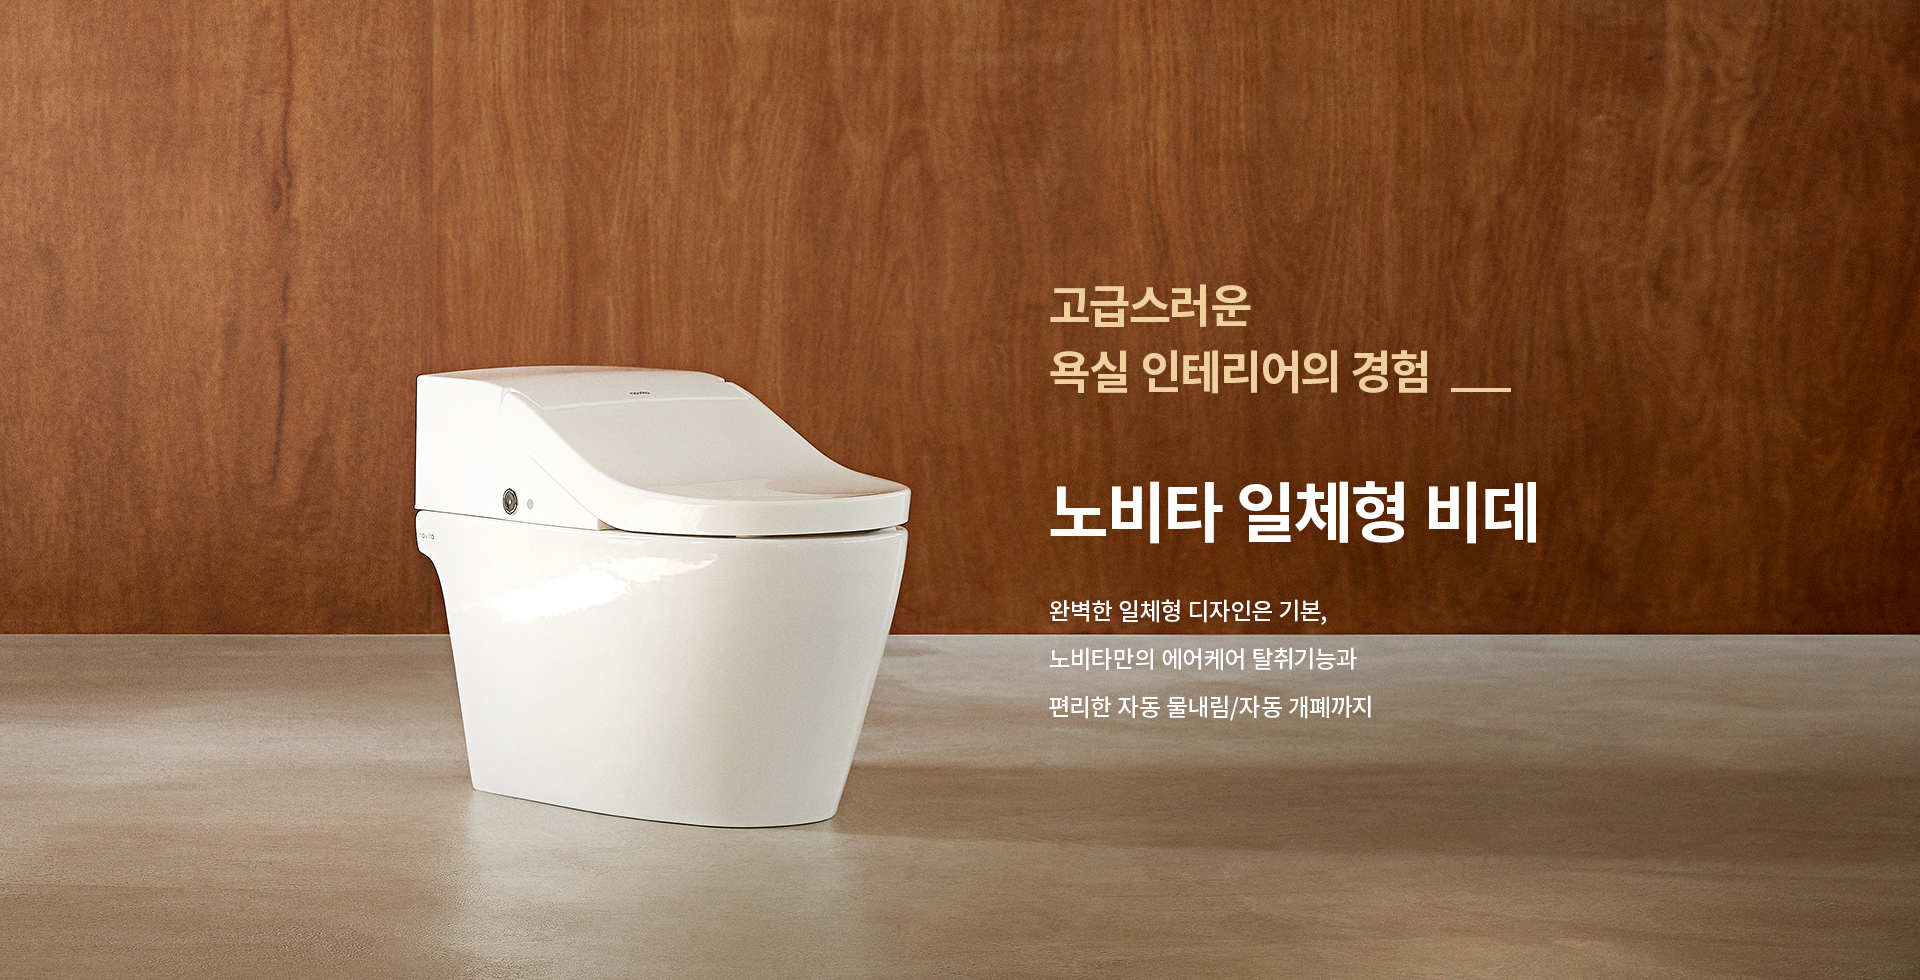 고급스러운
욕실 인테리어의 경험
노비타 일체형 비데
완벽한 일체형 디자인은 기본,
노비타만의 에어케어 탈취기능과
편리한 자동 물내림/자동 개폐까지
novita
novita